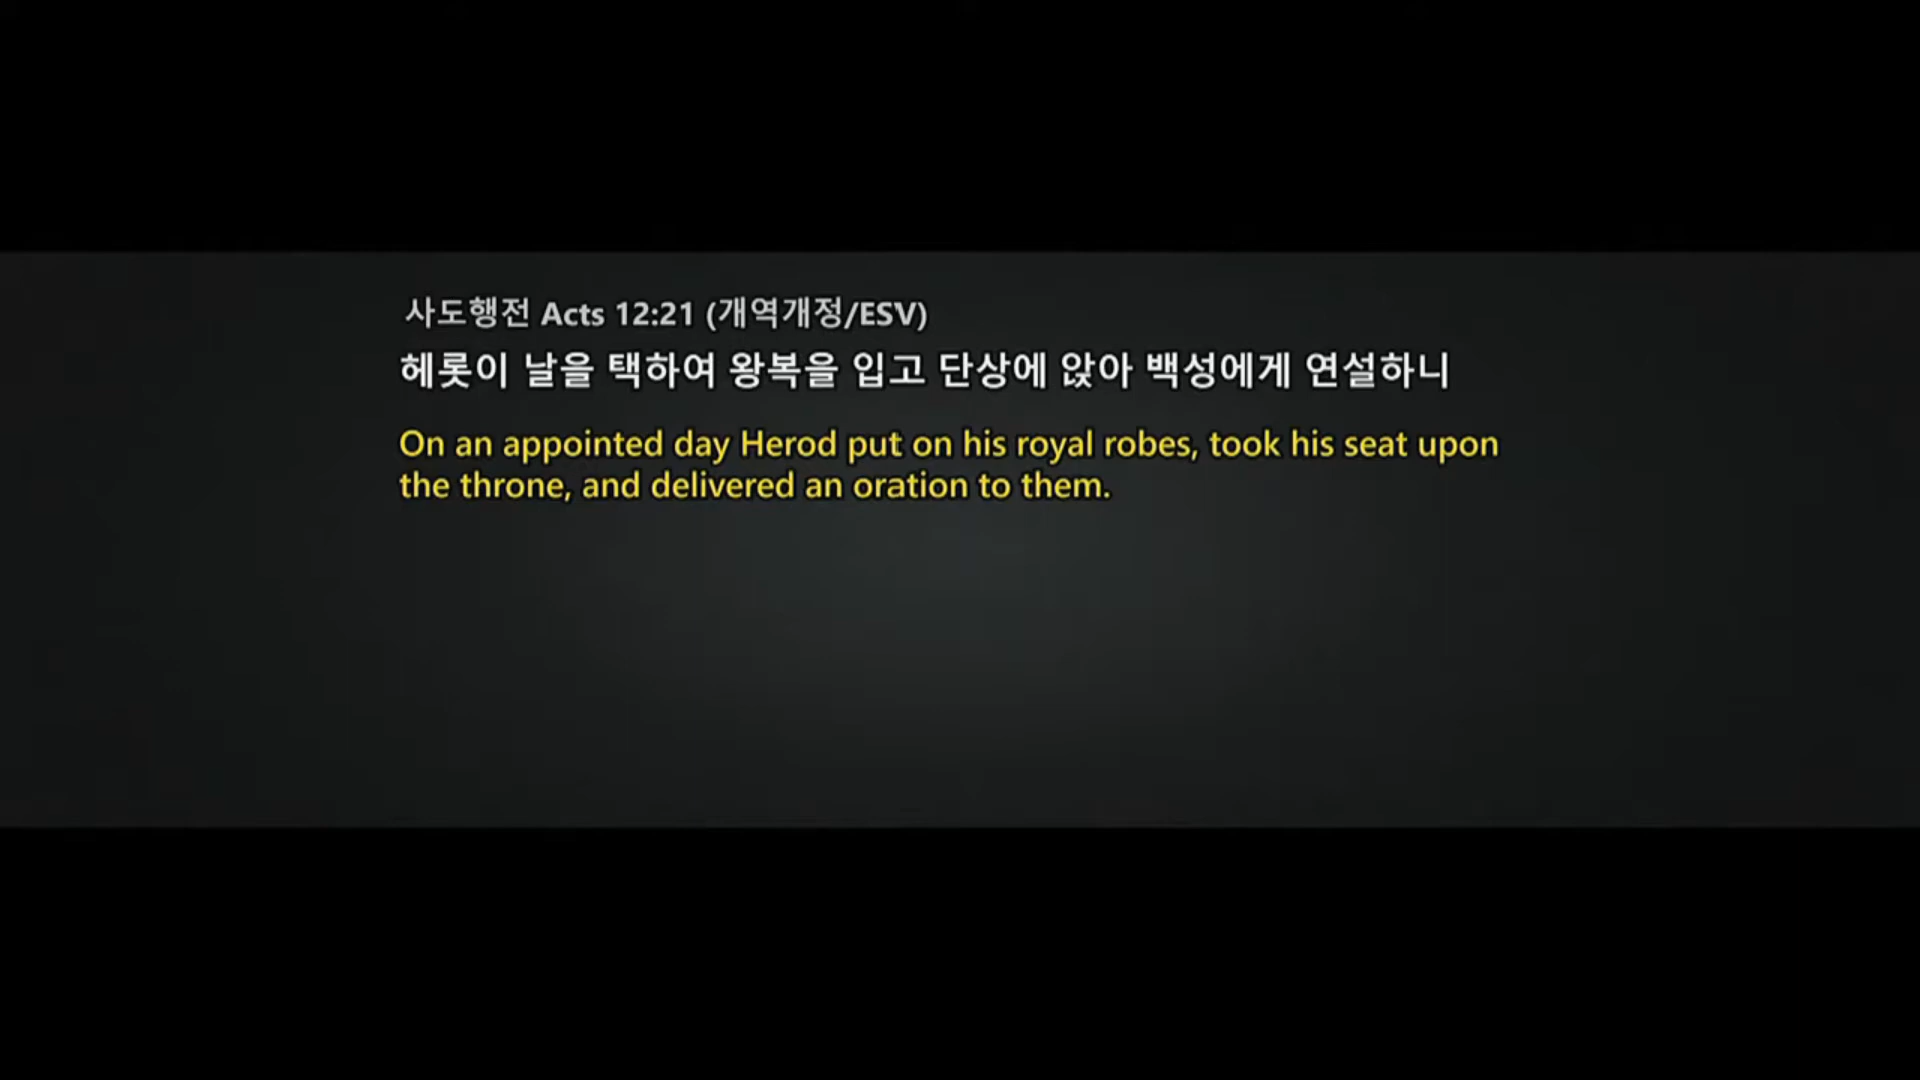 사도행전 Acts 12:21 (개역개정/ESV)
헤롯이 날을 택하여 왕복을 입고 단상에 앉아 백성에게 연설하니
On an appointed day Herod put on his royal robes, took his seat upon
the throne, and delivered an oration to them.